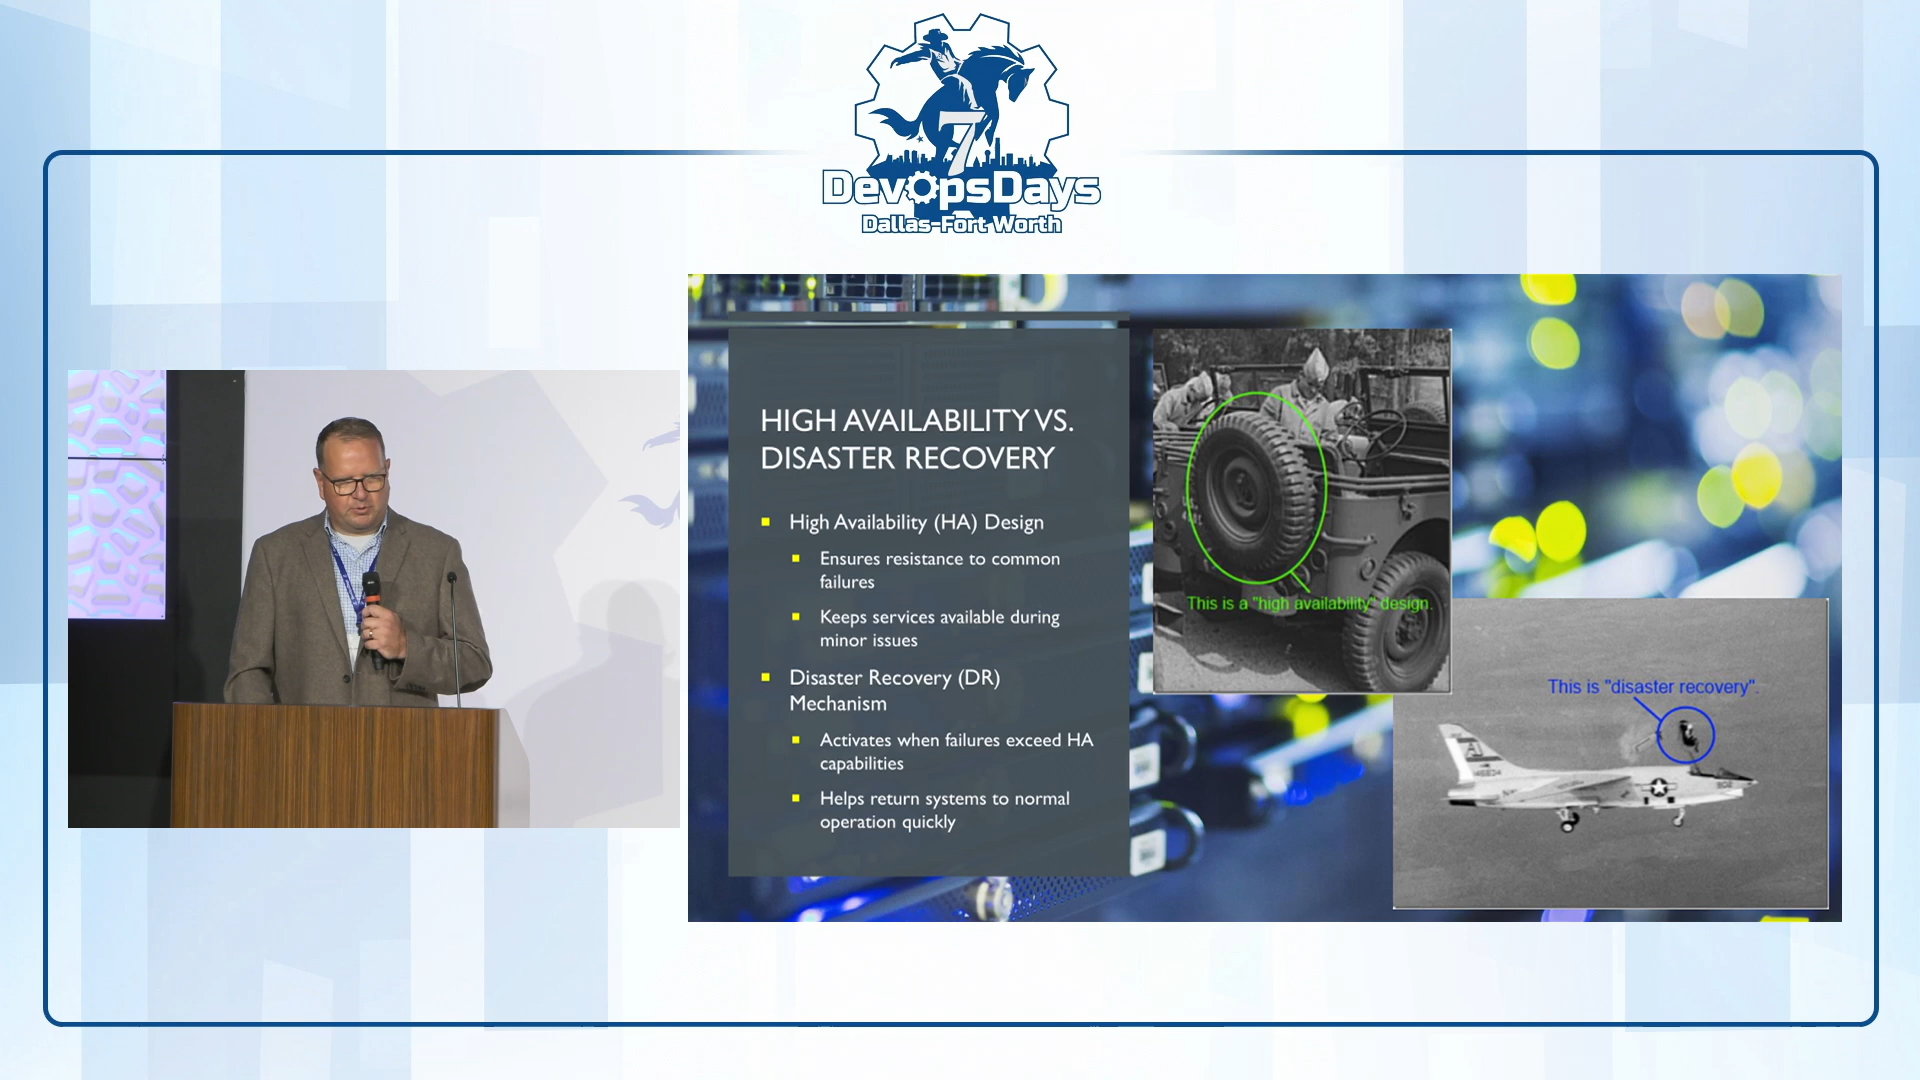 7
DevOpsDays
Dallas-Fort Worth
HIGH AVAILABILITY VS.
DISASTER RECOVERY
High Availability (HA) Design
Ensures resistance to common
failures
Keeps services available during
minor issues
Disaster Recovery (DR)
Mechanism
Activates when failures exceed HA
capabilities
Helps return systems to normal
operation quickly
This is a "high availability" design.
This is "disaster recovery".